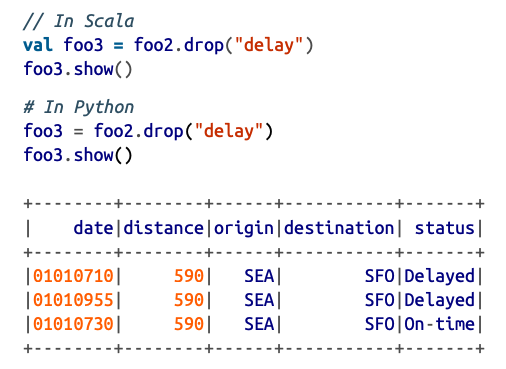 // In Scala
val foo3 = foo2.drop("delay")
foo3.show()
# In Python
foo3 = foo2.drop("delay")
foo3.show()
+--------+--------+------+-----------+-------+
|    date|distance|origin|destination| status|
+--------+--------+------+-----------+-------+
|01010710|     590|   SEA|        SFO|Delayed|
|01010955|     590|   SEA|        SFO|Delayed|
|01010730|     590|   SEA|        SFO|On-time|
+--------+--------+------+-----------+-------+